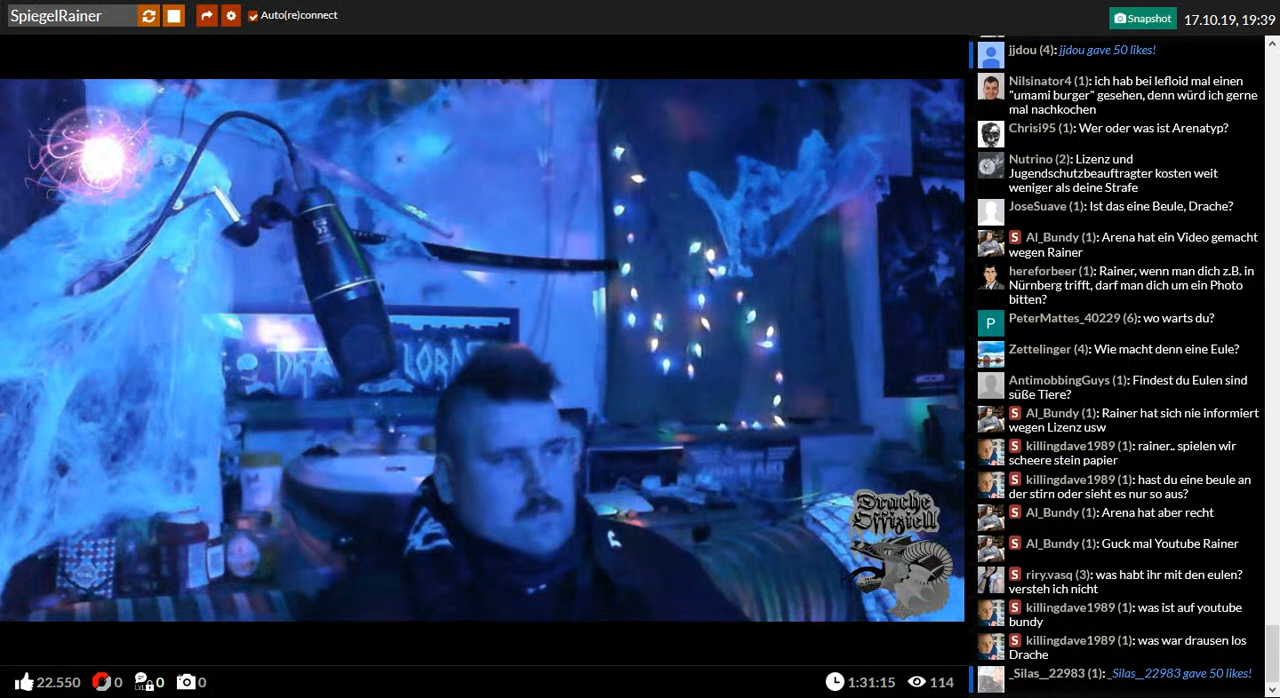 SpiegelRainer
Auto(re)connect
Snapshot
17.10.19, 19:39
jjdou (4): jjdou gave 50 likes!
Nilsinator4 (1): ich hab bei lefloid mal einen
"umami burger" gesehen, denn würd ich gerne
mal nachkochen
Chrisi95 (1): Wer oder was ist Arenatyp?
Nutrino (2): Lizenz und
Jugendschutzbeauftragter kosten weit
weniger als deine Strafe
JoseSuave (1): Ist das eine Beule, Drache?
S Al_Bundy (1): Arena hat ein Video gemacht
wegen Rainer
hereforbeer (1): Rainer, wenn man dich z.B. in
Nürnberg trifft, darf man dich um ein Photo
bitten?
P PeterMattes_40229 (6): wo warts du?
Zettelinger (4): Wie macht denn eine Eule?
AntimobbingGuys (1): Findest du Eulen sind
süße Tiere?
S Al_Bundy (1): Rainer hat sich nie informiert
wegen Lizenz usw
S killingdave1989 (1): rainer.. spielen wir
scheere stein papier
S killingdave1989 (1): hast du eine beule an
der stirn oder sieht es nur so aus?
S Al_Bundy (1): Arena hat aber recht
S Al_Bundy (1): Guck mal Youtube Rainer
S riry.vasq (3): was habt ihr mit den eulen?
versteh ich nicht
S killingdave1989 (1): was ist auf youtube
bundy
S killingdave1989 (1): was war drausen los
Drache
_Silas__22983 (1): _Silas__22983 gave 50 likes!
Drache
Offiziell
22.550
0
LVL
0
0
1:31:15
114